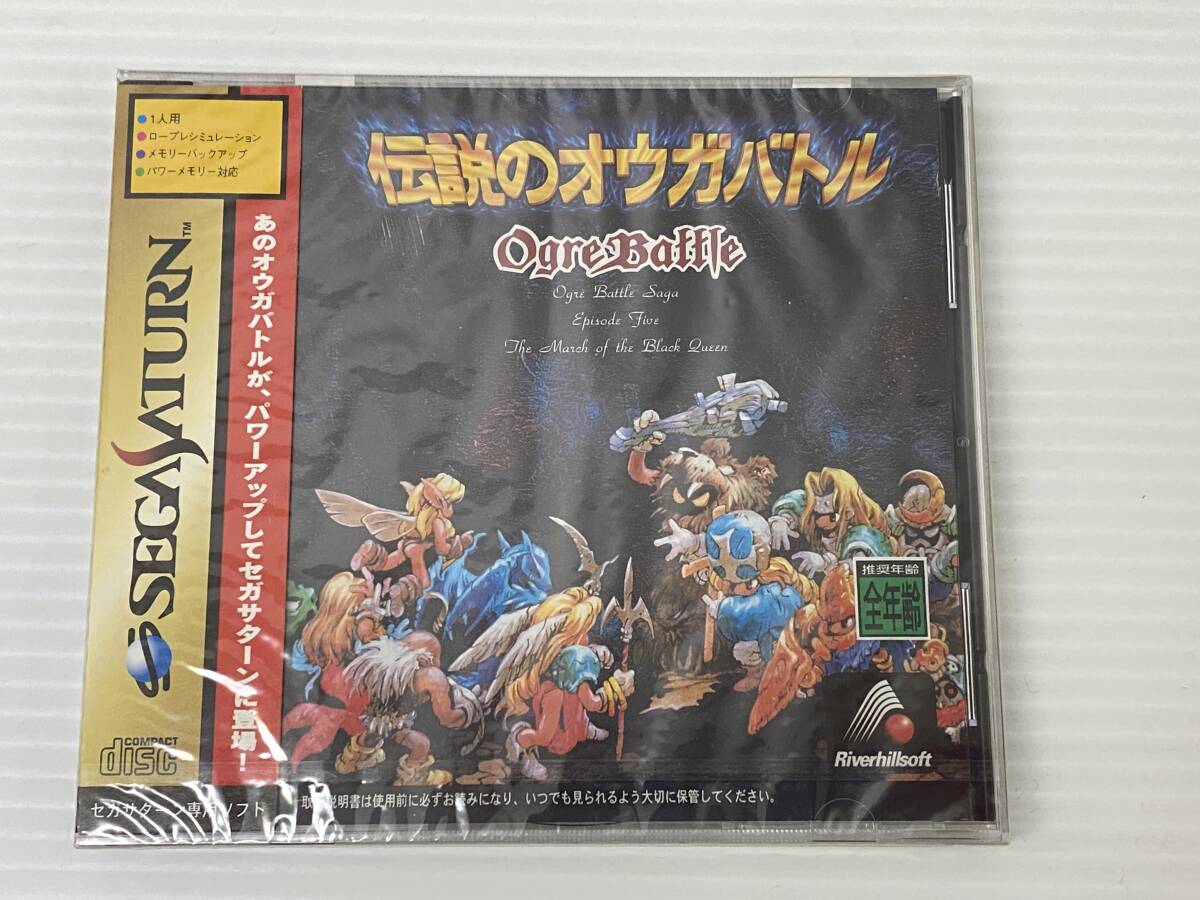 1人用
ロープレシミュレーション
メモリーバックアップ
パワーメモリー対応
SEGA SATURN™
COMPACT
disc
あのオウガバトルが、パワーアップしてセガサターンに登場!
伝説のオウガバトル
Ogre Battle
Ogre Battle Saga
Episode Five
The March of the Black Queen
推奨年齢
全年齢
Riverhillsoft
セガサターン専用ソフト
取扱説明書は使用前に必ずお読みになり、いつでも見られるよう大切に保管してください。